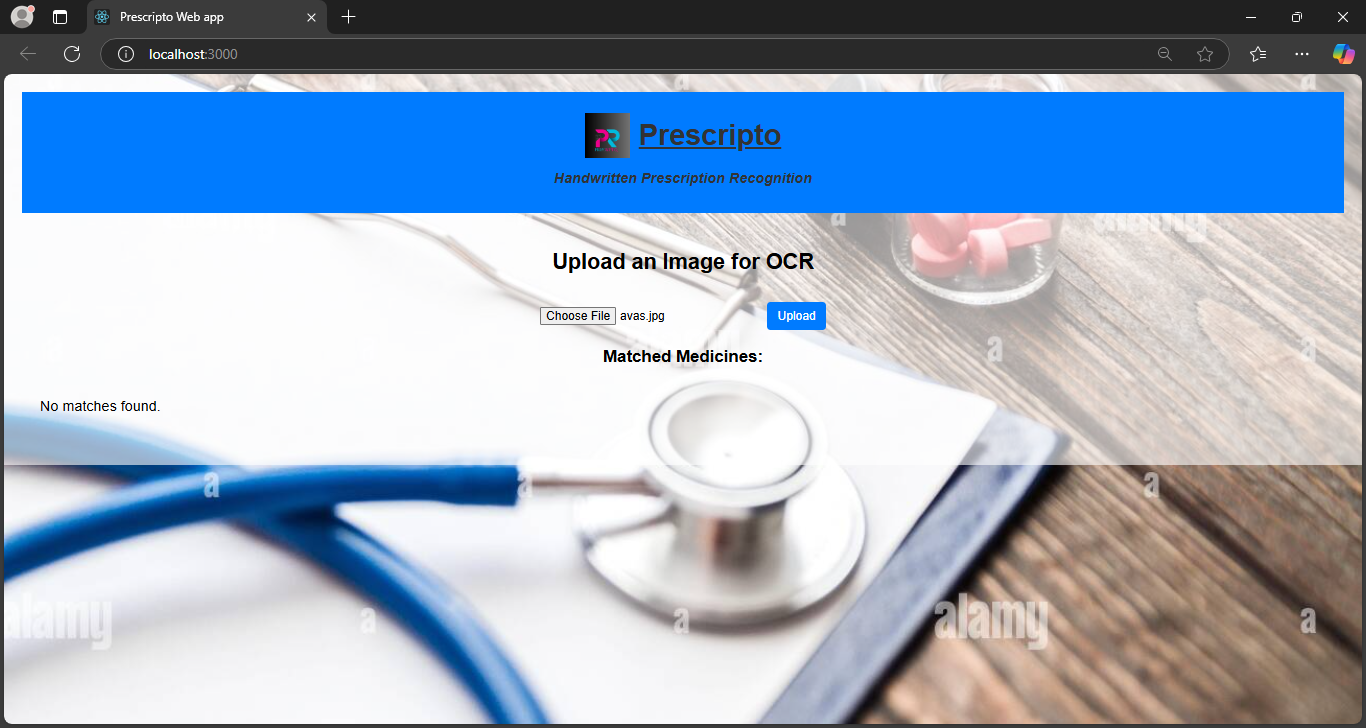 Prescripto Web app
localhost:3000
PR
Prescripto
Handwritten Prescription Recognition
Upload an Image for OCR
Choose File avas.jpg Upload
Matched Medicines:
No matches found.
alamy
a
a
a
a
a
a
alamy
a
a
alamy
a